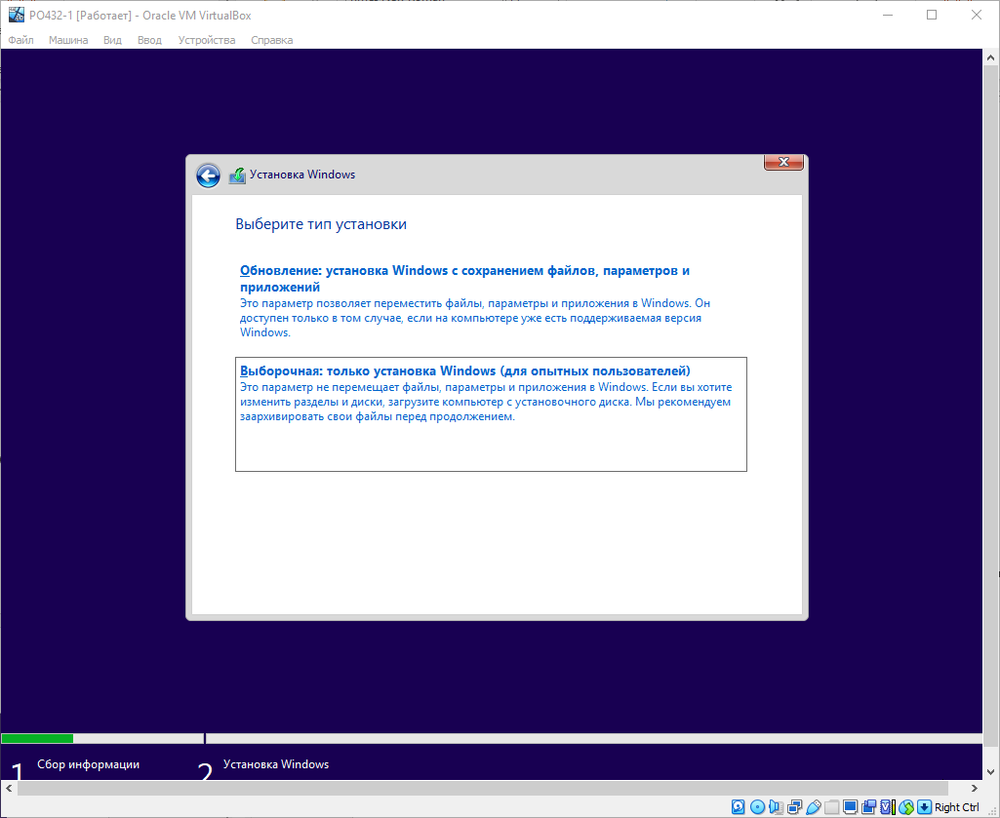 PO432-1 [Работает] - Oracle VM VirtualBox
Файл Машина Вид Ввод Устройства Справка
Установка Windows
Выберите тип установки
Обновление: установка Windows с сохранением файлов, параметров и
приложений
Это параметр позволяет переместить файлы, параметры и приложения в Windows. Он
доступен только в том случае, если на компьютере уже есть поддерживаемая версия
Windows.
Выборочная: только установка Windows (для опытных пользователей)
Это параметр не перемещает файлы, параметры и приложения в Windows. Если вы хотите
изменить разделы и диски, загрузите компьютер с установочного диска. Мы рекомендуем
заархивировать свои файлы перед продолжением.
1 Сбор информации 2 Установка Windows
Right Ctrl